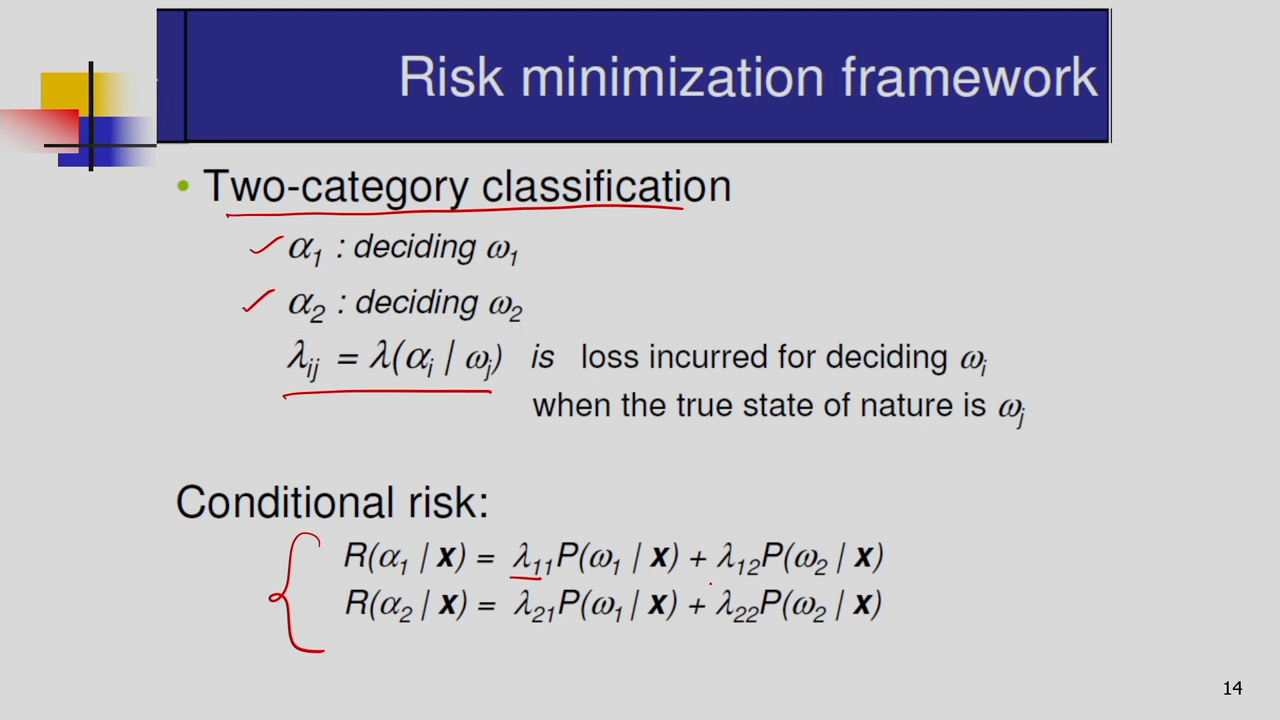 Risk minimization framework
• Two-category classification
α₁ : deciding ω₁
α₂ : deciding ω₂
λᵢⱼ = λ(αᵢ | ωⱼ) is loss incurred for deciding ωᵢ
when the true state of nature is ωⱼ
Conditional risk:
R(α₁ | x) = λ₁₁P(ω₁ | x) + λ₁₂P(ω₂ | x)
R(α₂ | x) = λ₂₁P(ω₁ | x) + λ₂₂P(ω₂ | x)
14